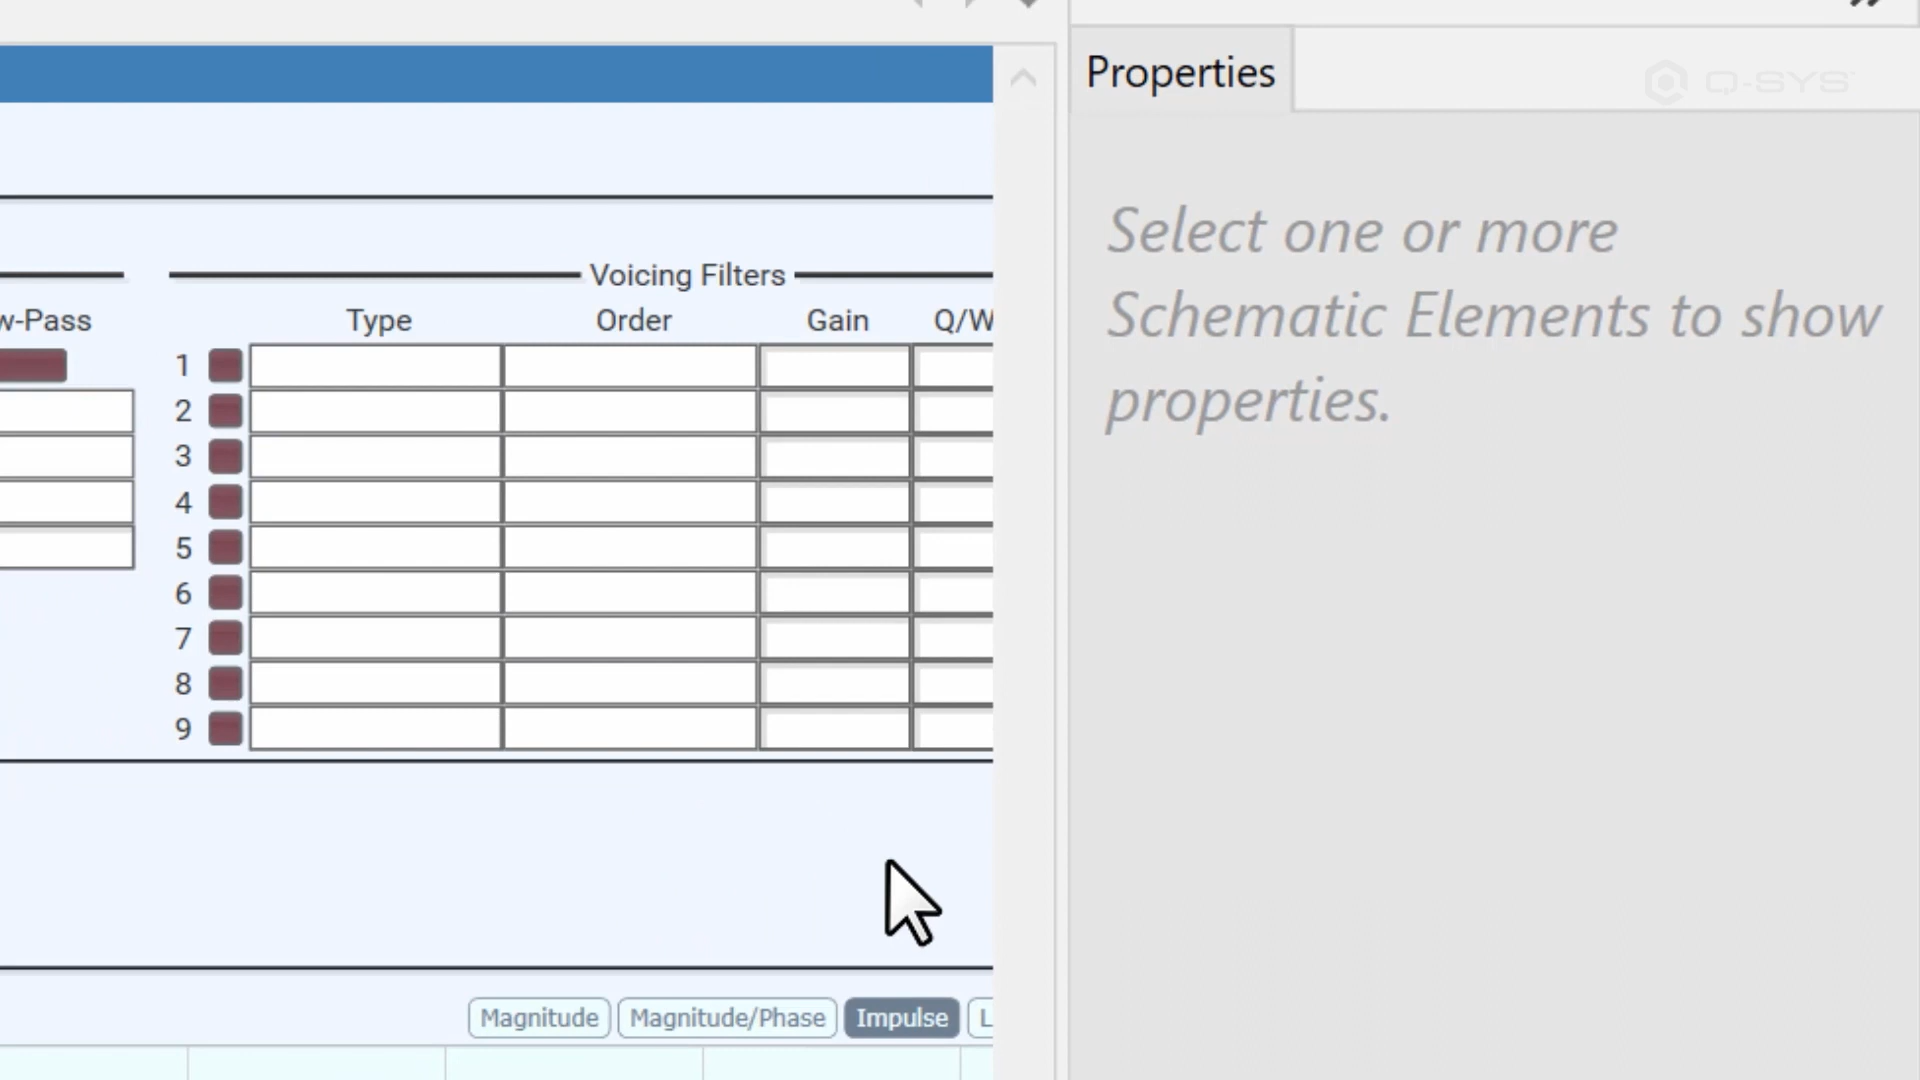 Properties
Q-SYS
Select one or more
Schematic Elements to show
properties.
Voicing Filters
w-Pass Type Order Gain Q/W
1
2
3
4
5
6
7
8
9
Magnitude Magnitude/Phase Impulse L